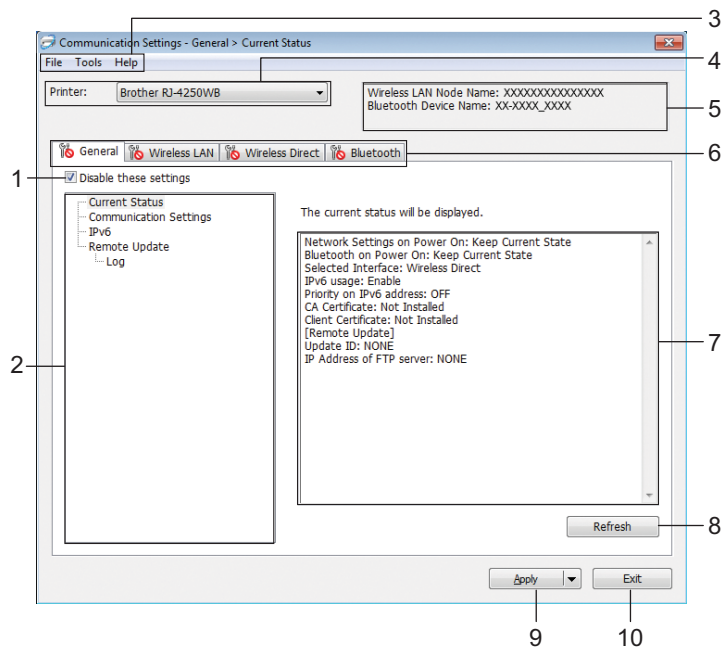 3
Communication Settings - General > Current Status
File Tools Help
4
Printer: Brother RJ-4250WB
Wireless LAN Node Name: XXXXXXXXXXXXXXX
Bluetooth Device Name: XX-XXXX_XXXX
5
General Wireless LAN Wireless Direct Bluetooth
6
1
Disable these settings
Current Status
Communication Settings
IPv6
Remote Update
Log
2
The current status will be displayed.
Network Settings on Power On: Keep Current State
Bluetooth on Power On: Keep Current State
Selected Interface: Wireless Direct
IPv6 usage: Enable
Priority on IPv6 address: OFF
CA Certificate: Not Installed
Client Certificate: Not Installed
[Remote Update]
Update ID: NONE
IP Address of FTP server: NONE
7
Refresh
8
Apply Exit
9 10